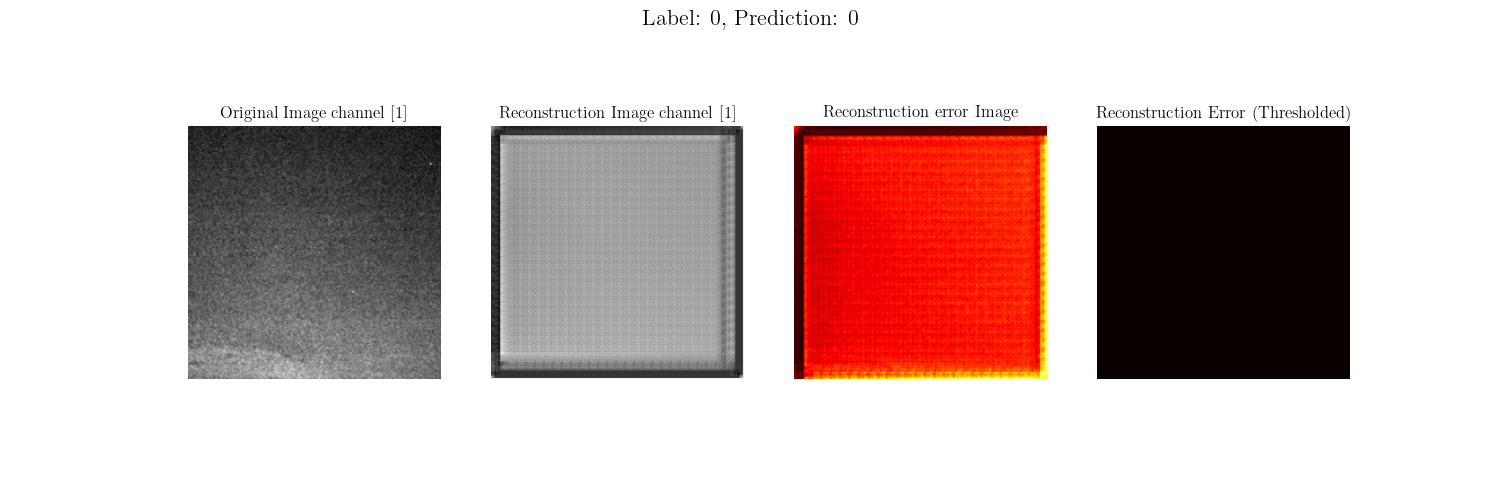 Label: 0, Prediction: 0
Original Image channel [1]
Reconstruction Image channel [1]
Reconstruction error Image
Reconstruction Error (Thresholded)